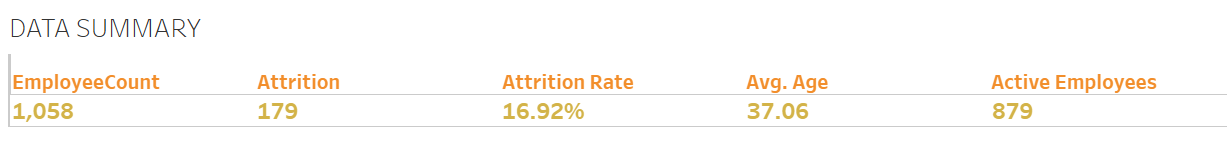 DATA SUMMARY
EmployeeCount Attrition Attrition Rate Avg. Age Active Employees
1,058 179 16.92% 37.06 879